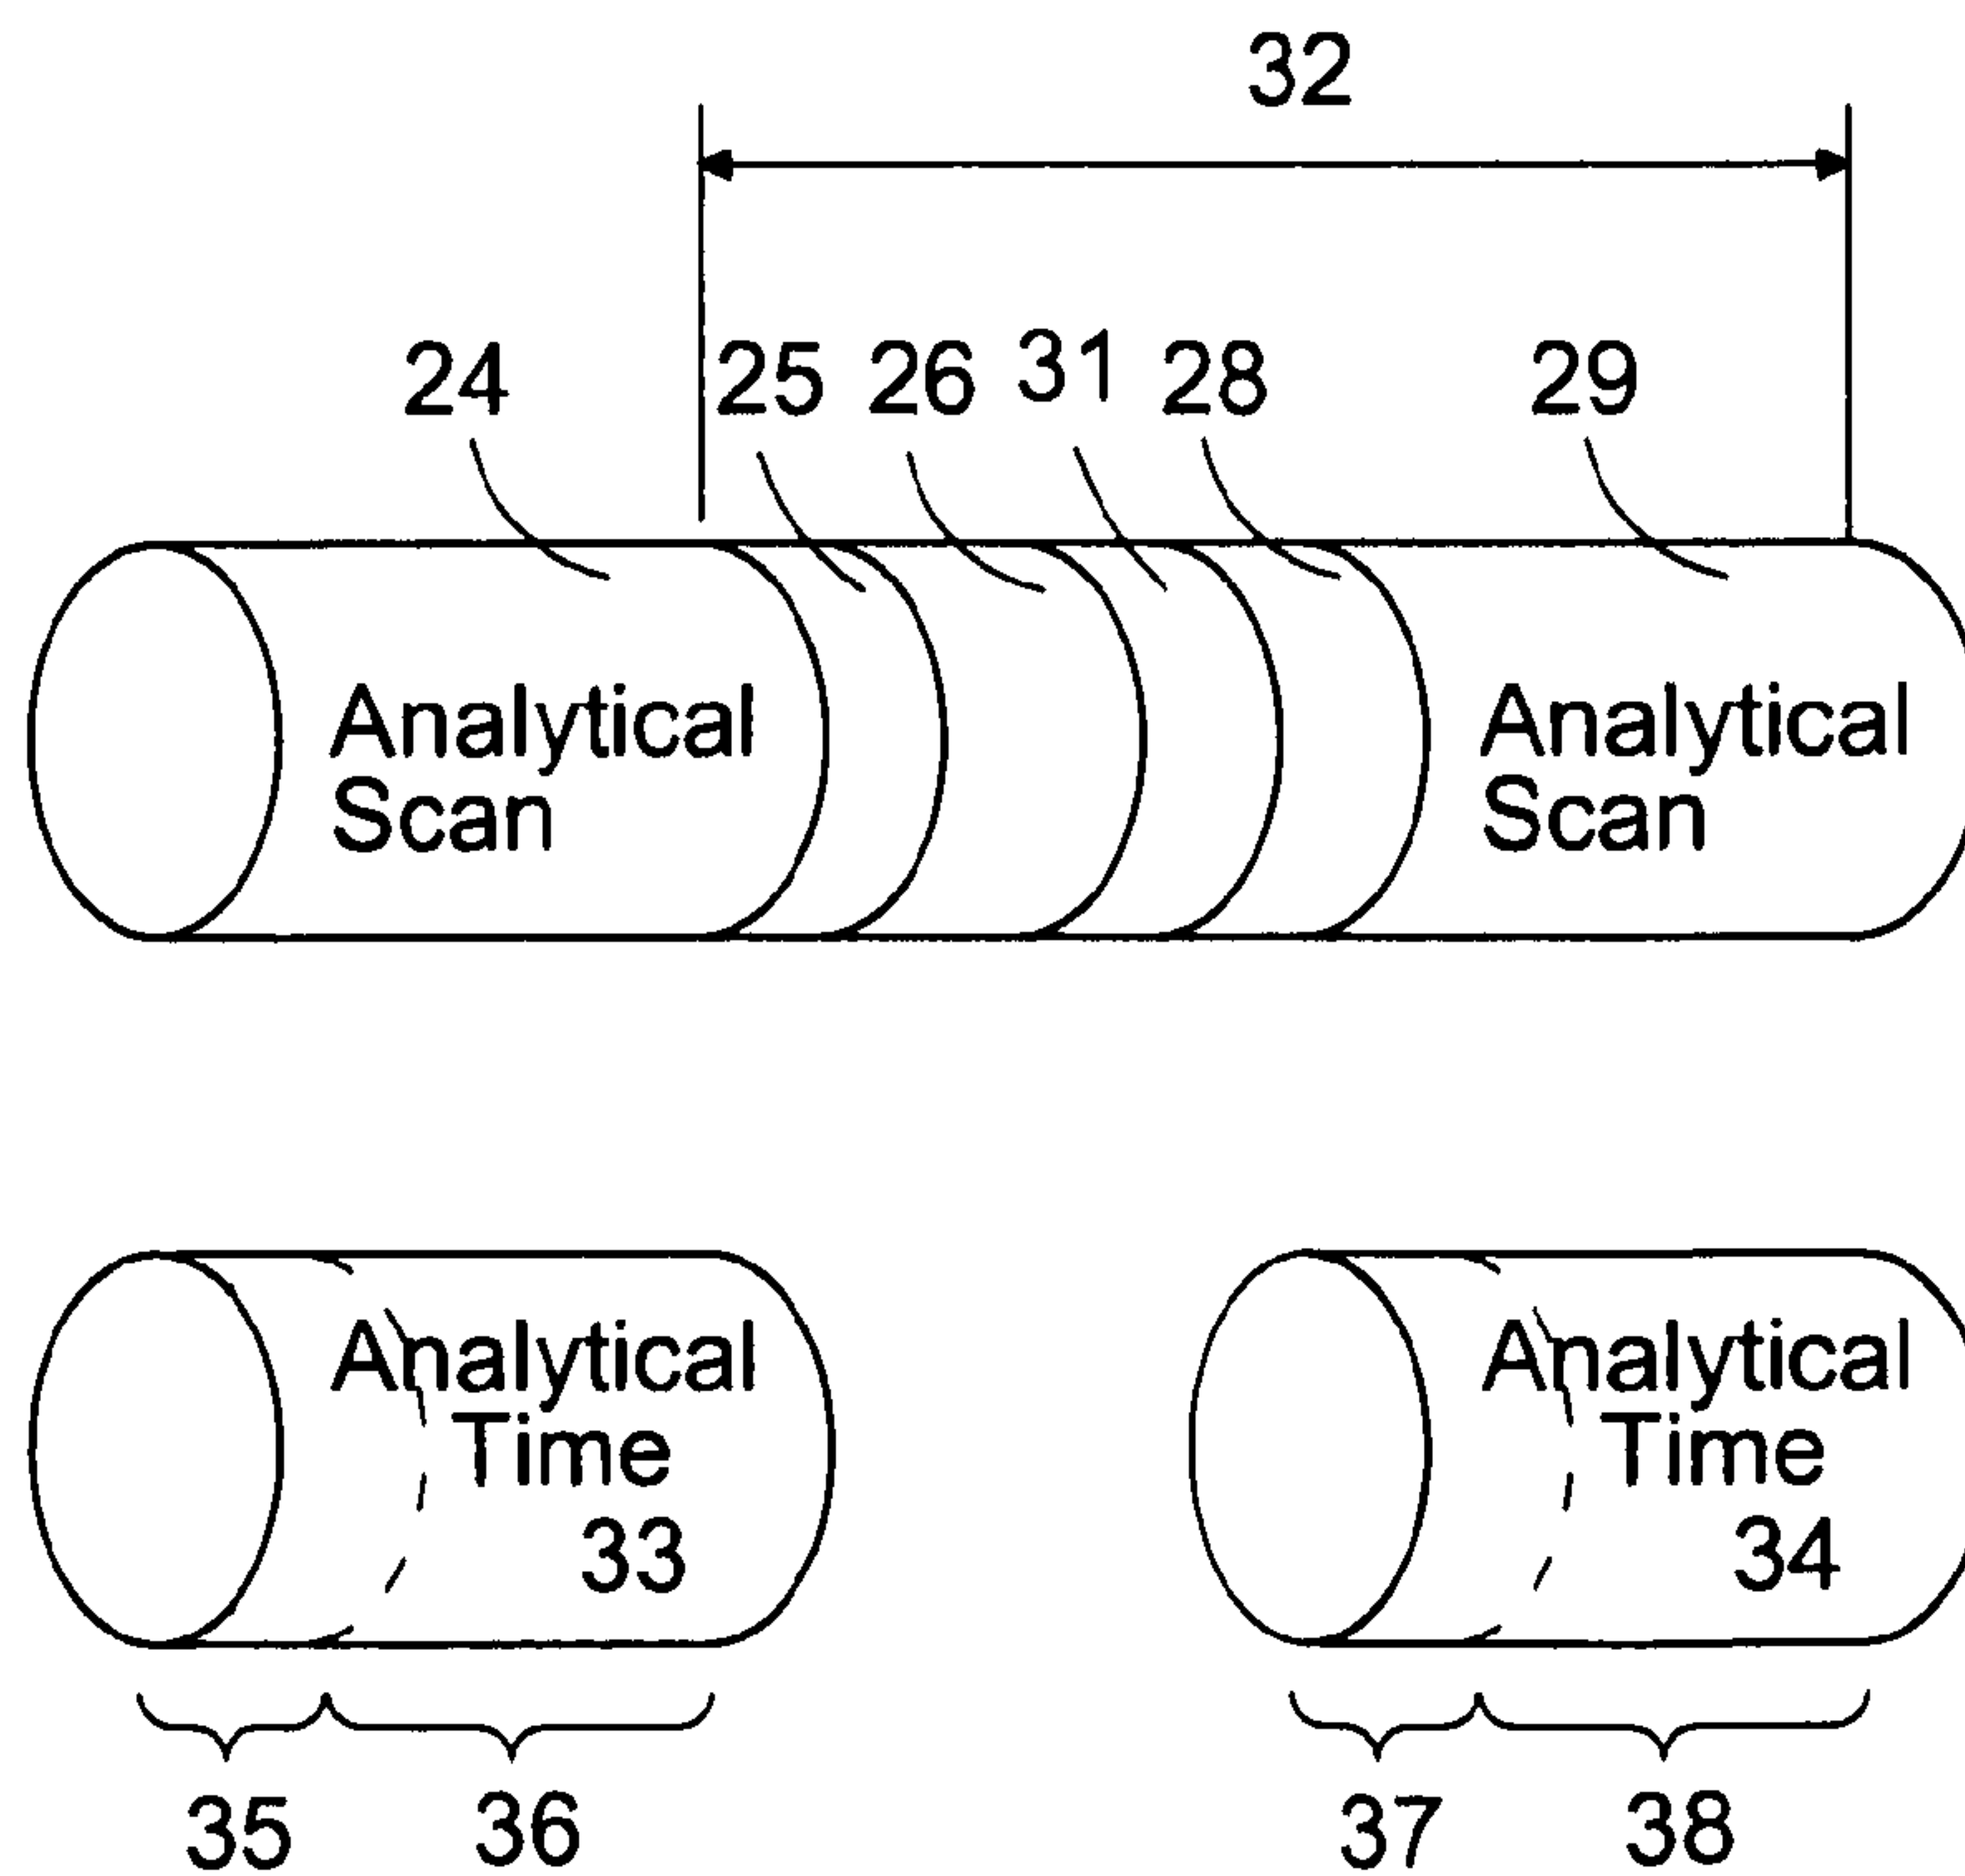 32
24 25 26 31 28 29
Analytical Analytical
Scan Scan
Analytical Analytical
Time Time
33 34
35 36 37 38